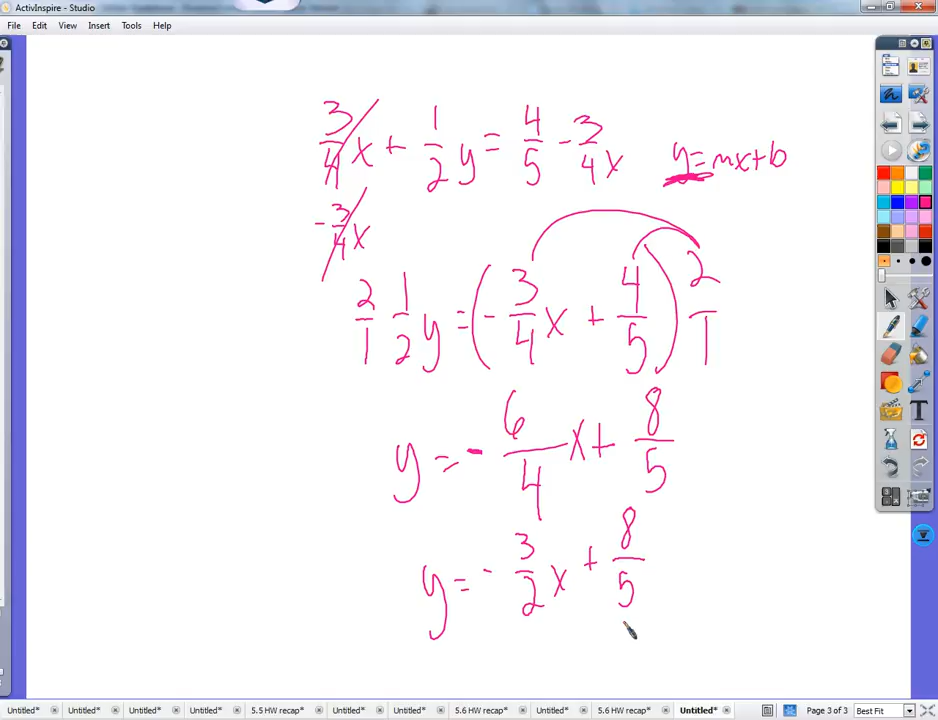 ActivInspire - Studio
File Edit View Insert Tools Help
3/4 x + 1/2 y = 4/5 - 3/4 x
y = mx + b
- 3/4 x
2/1 1/2 y = ( - 3/4 x + 4/5 ) 2/1
y = - 6/4 x + 8/5
y = - 3/2 x + 8/5
Untitled* Untitled* Untitled* Untitled* 5.5 HW recap* Untitled* Untitled* 5.6 HW recap* Untitled* 5.6 HW recap* Untitled* Page 3 of 3 Best Fit